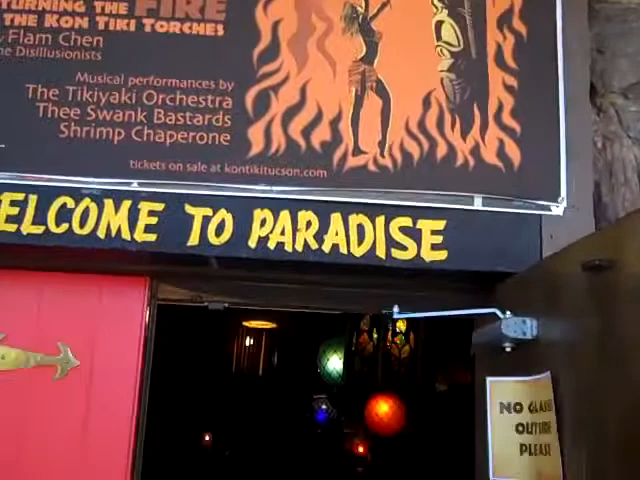 TURNING THE FIRE
THE KON TIKI TORCHES
Flam Chen
The Disillusionists
Musical performances by
The Tikiyaki Orchestra
Thee Swank Bastards
Shrimp Chaperone
tickets on sale at kontikitucson.com
ELCOME TO PARADISE
NO GLASS
OUTSIDE
PLEASE